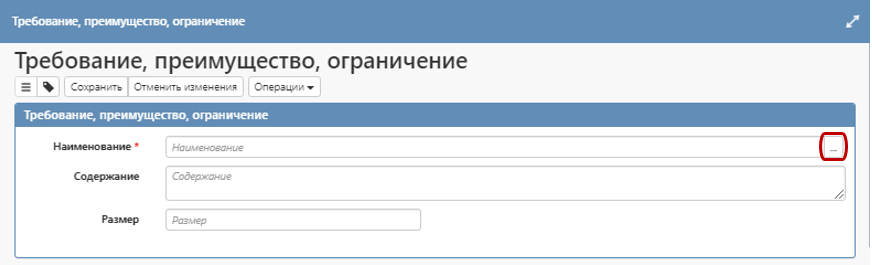 Требование, преимущество, ограничение
Требование, преимущество, ограничение
Сохранить Отменить изменения Операции
Требование, преимущество, ограничение
Наименование * Наименование ...
Содержание Содержание
Размер Размер